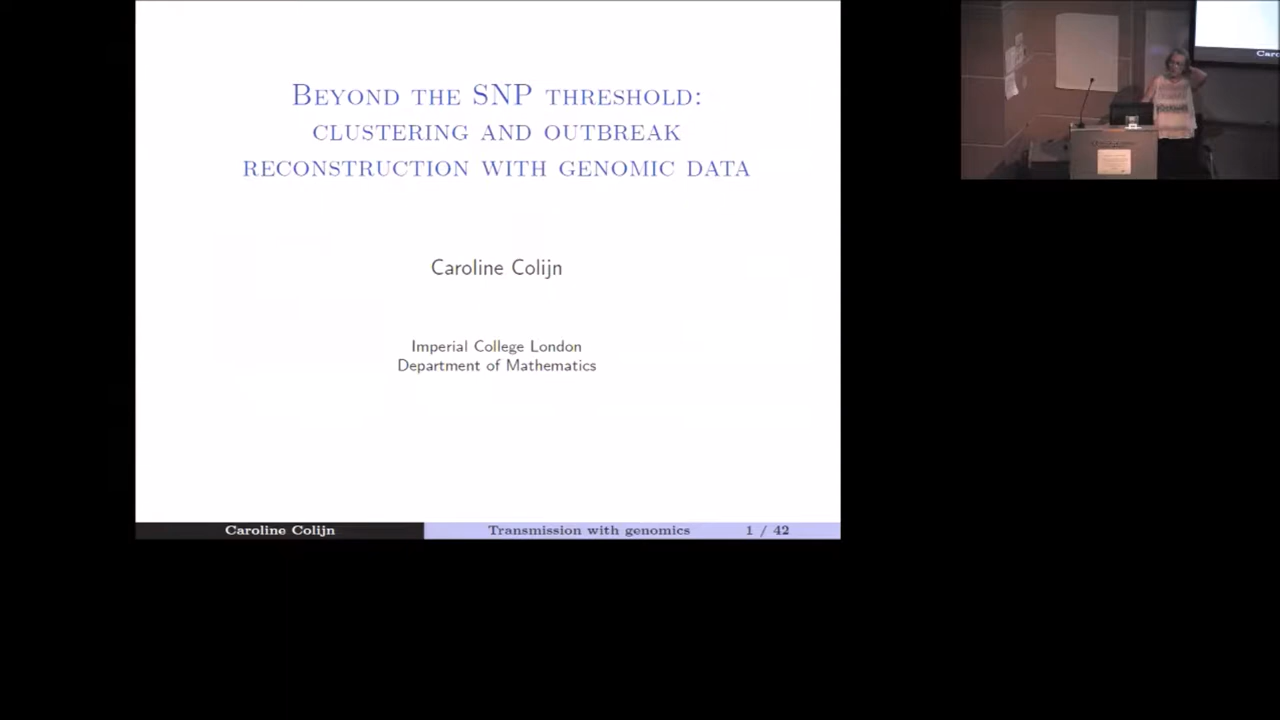 BEYOND THE SNP THRESHOLD:
CLUSTERING AND OUTBREAK
RECONSTRUCTION WITH GENOMIC DATA
Caroline Colijn
Imperial College London
Department of Mathematics
Caroline Colijn
Transmission with genomics
1 / 42